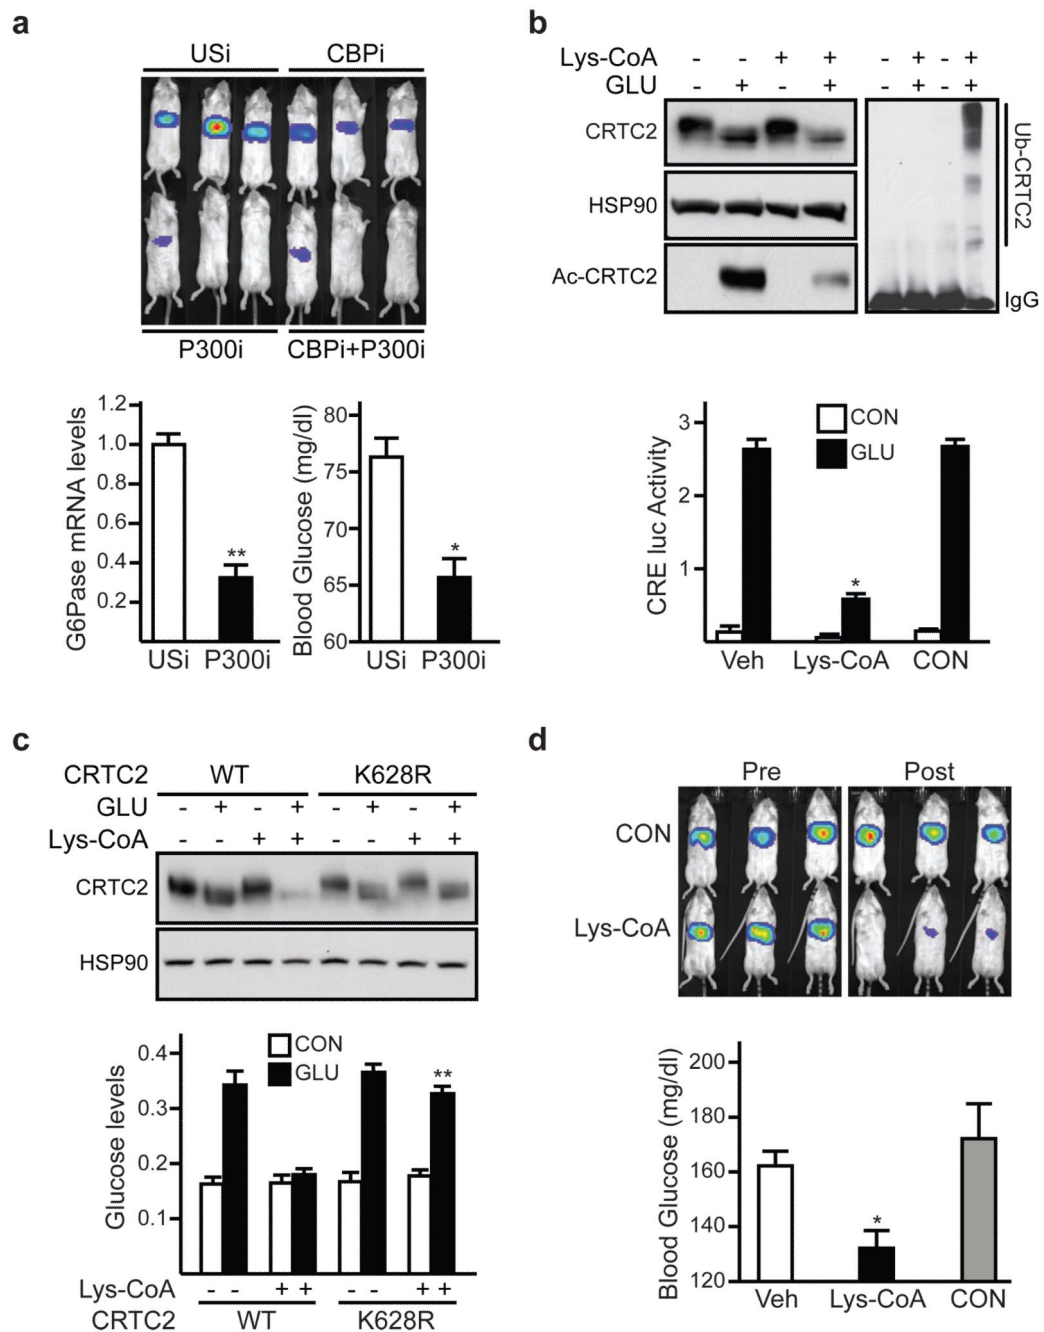 a
USi CBPi
P300i CBPi+P300i
G6Pase mRNA levels
1.2
1.0
0.8
0.6
0.4
0.2
**
USi P300i
Blood Glucose (mg/dl)
80
75
70
65
60
*
USi P300i
b
Lys-CoA - - + + - + - +
GLU - + - + - + - +
CRTC2
HSP90
Ac-CRTC2
Ub-CRTC2
IgG
CRE luc Activity
3
2
1
CON
GLU
*
Veh Lys-CoA CON
c
CRTC2 WT K628R
GLU - + - + - + - +
Lys-CoA - - + + - - + +
CRTC2
HSP90
Glucose levels
0.4
0.3
0.2
0.1
CON
GLU
**
Lys-CoA - - + + - - + +
CRTC2 WT K628R
d
Pre Post
CON
Lys-CoA
Blood Glucose (mg/dl)
200
180
160
140
120
*
Veh Lys-CoA CON